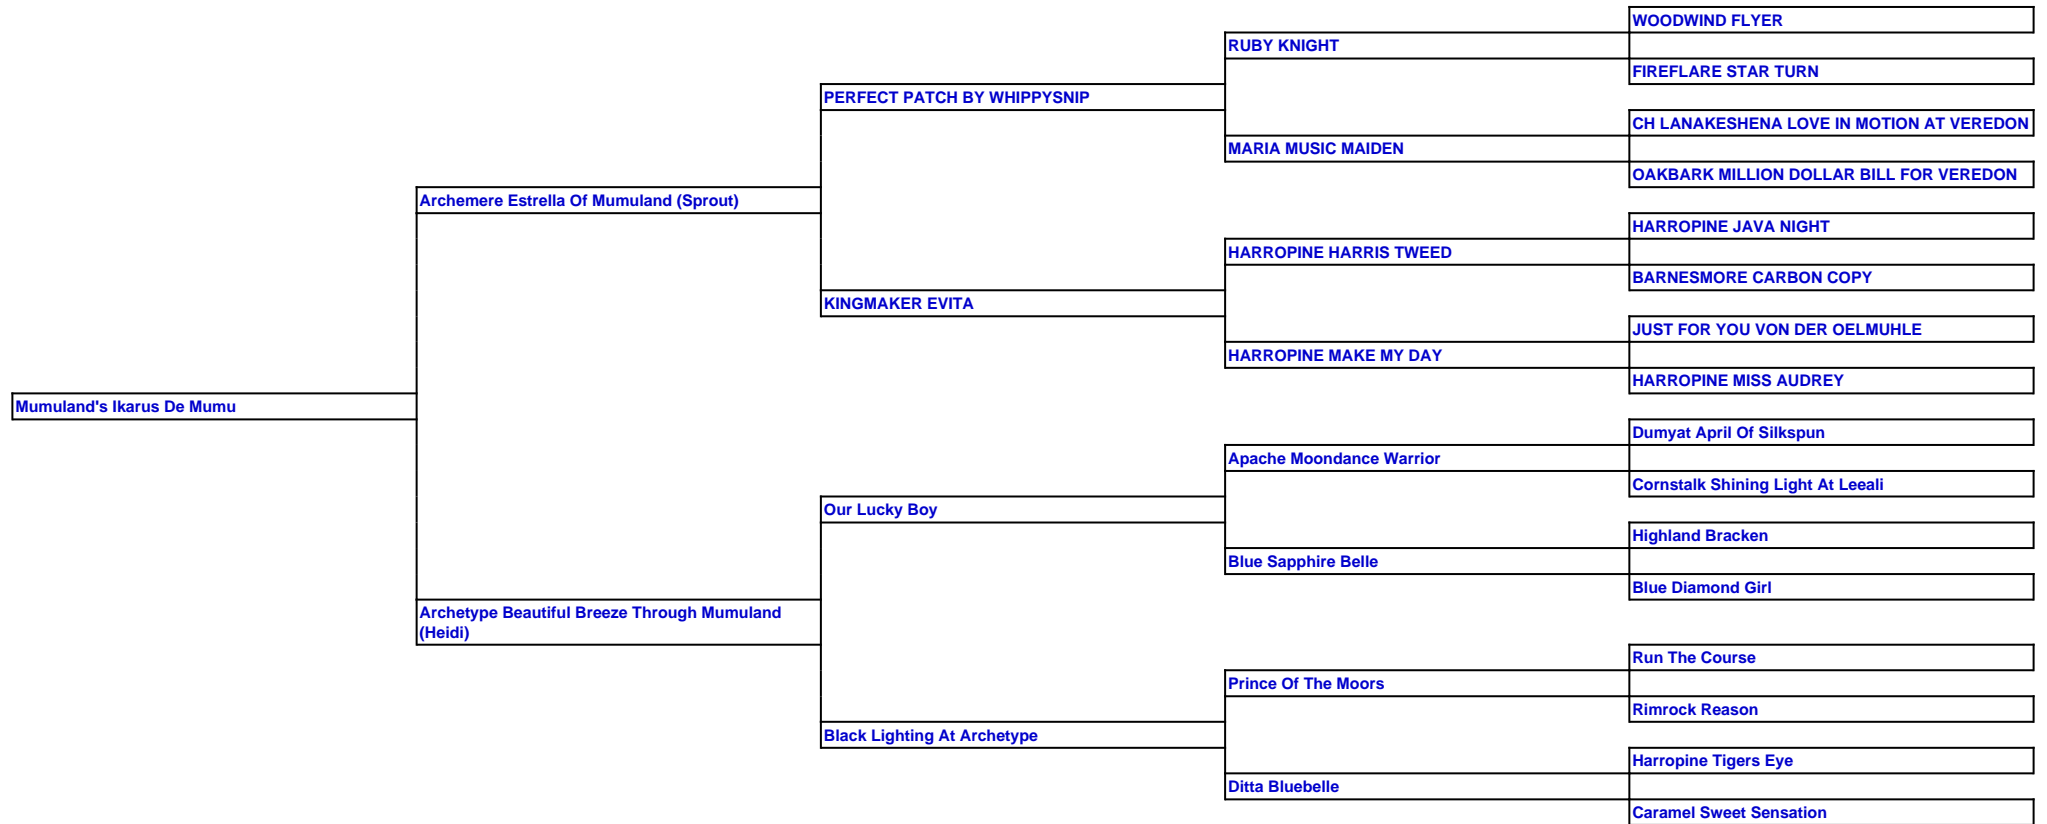 WOODWIND FLYER
RUBY KNIGHT
FIREFLARE STAR TURN
PERFECT PATCH BY WHIPPYSNIP
CH LANAKESHENA LOVE IN MOTION AT VEREDON
MARIA MUSIC MAIDEN
OAKBARK MILLION DOLLAR BILL FOR VEREDON
Archemere Estrella Of Mumuland (Sprout)
HARROPINE JAVA NIGHT
HARROPINE HARRIS TWEED
BARNESMORE CARBON COPY
KINGMAKER EVITA
JUST FOR YOU VON DER OELMUHLE
HARROPINE MAKE MY DAY
HARROPINE MISS AUDREY
Mumuland's Ikarus De Mumu
Dumyat April Of Silkspun
Apache Moondance Warrior
Cornstalk Shining Light At Leeali
Our Lucky Boy
Highland Bracken
Blue Sapphire Belle
Blue Diamond Girl
Archetype Beautiful Breeze Through Mumuland
(Heidi)
Run The Course
Prince Of The Moors
Rimrock Reason
Black Lighting At Archetype
Harropine Tigers Eye
Ditta Bluebelle
Caramel Sweet Sensation